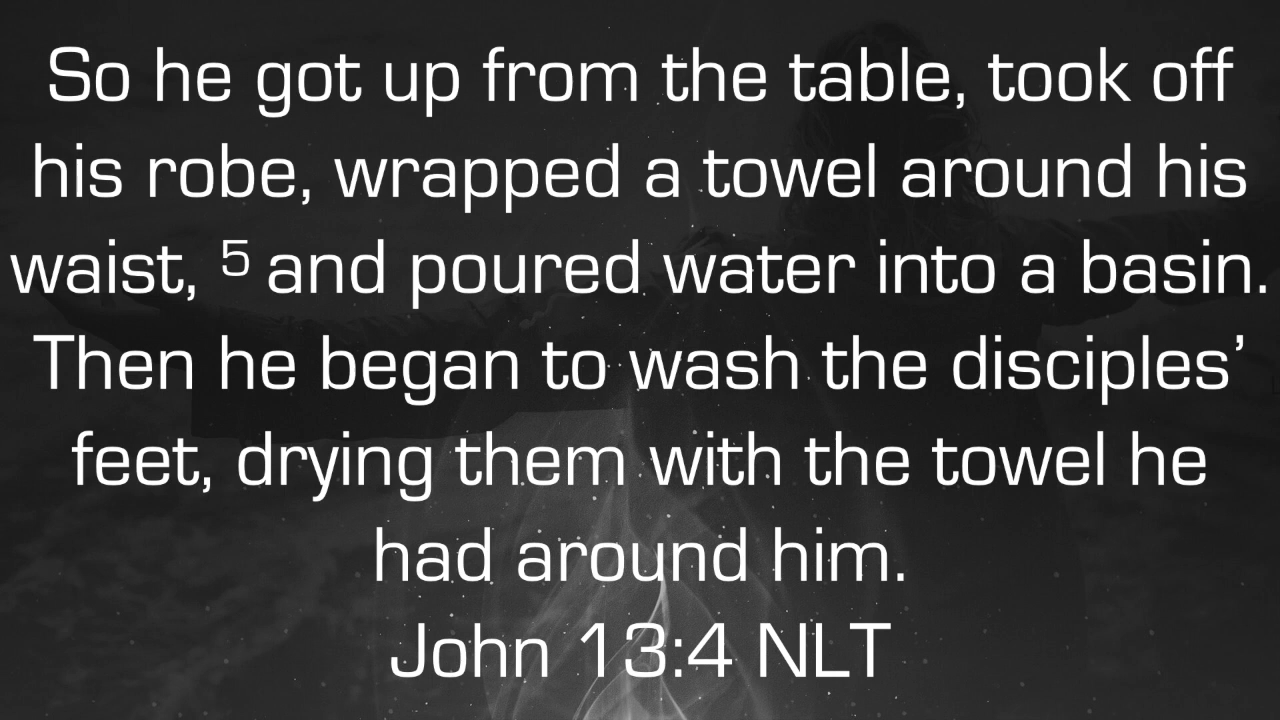 So he got up from the table, took off
his robe, wrapped a towel around his
waist, ⁵ and poured water into a basin.
Then he began to wash the disciples’
feet, drying them with the towel he
had around him.
John 13:4 NLT